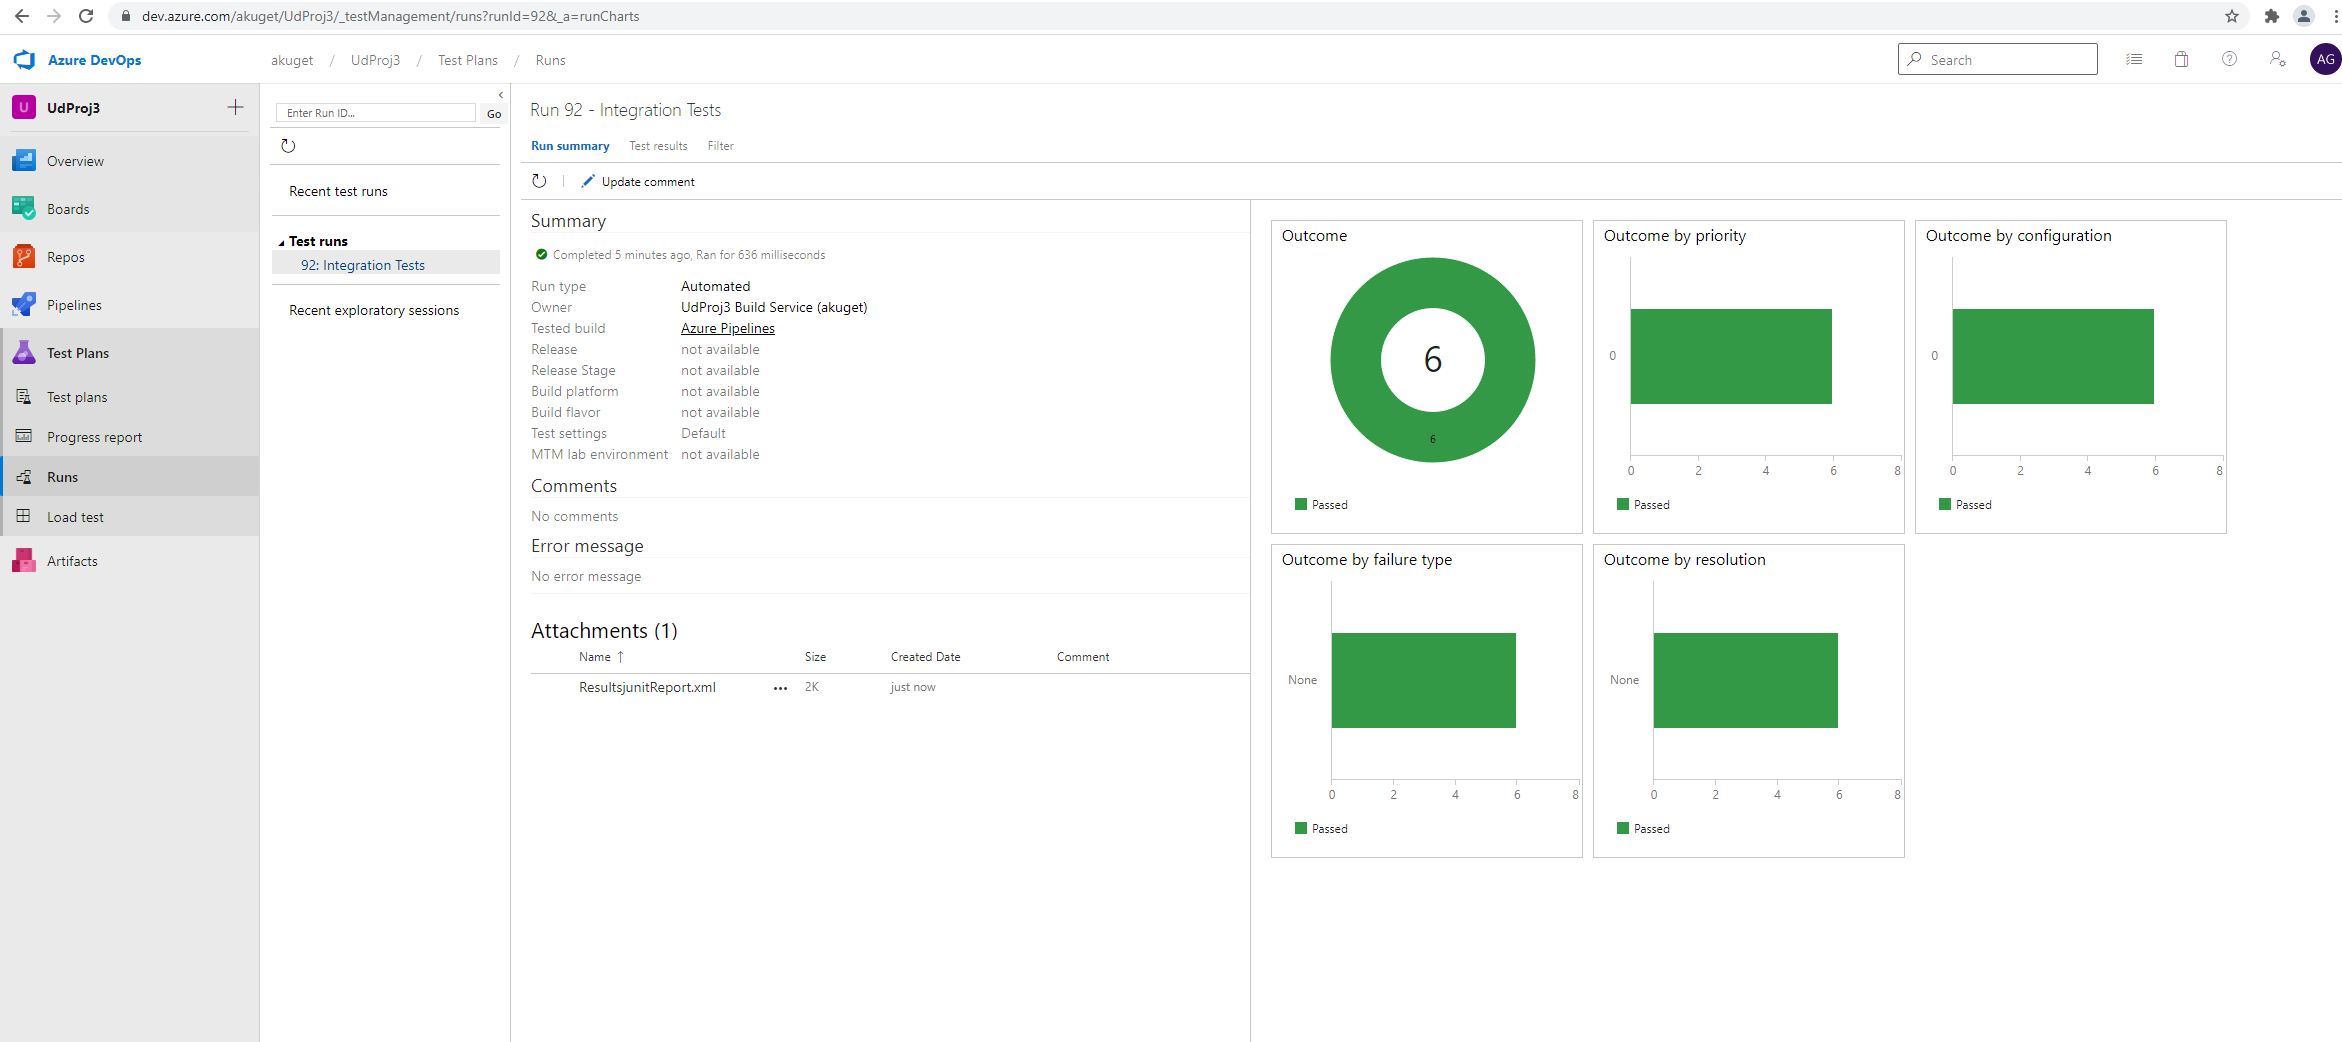 dev.azure.com/akuget/UdProj3/_testManagement/runs?runId=92&_a=runCharts
Azure DevOps
akuget / UdProj3 / Test Plans / Runs
Search
AG
U UdProj3
Overview
Boards
Repos
Pipelines
Test Plans
Test plans
Progress report
Runs
Load test
Artifacts
Enter Run ID... Go
Recent test runs
Test runs
92: Integration Tests
Recent exploratory sessions
Run 92 - Integration Tests
Run summary Test results Filter
Update comment
Summary
Completed 5 minutes ago, Ran for 636 milliseconds
Run type Automated
Owner UdProj3 Build Service (akuget)
Tested build Azure Pipelines
Release not available
Release Stage not available
Build platform not available
Build flavor not available
Test settings Default
MTM lab environment not available
Comments
No comments
Error message
No error message
Attachments (1)
Name ↑ Size Created Date Comment
ResultsjunitReport.xml ... 2K just now
Outcome
6
6
Passed
Outcome by priority
0
0 2 4 6 8
Passed
Outcome by configuration
0
0 2 4 6 8
Passed
Outcome by failure type
None
0 2 4 6 8
Passed
Outcome by resolution
None
0 2 4 6 8
Passed